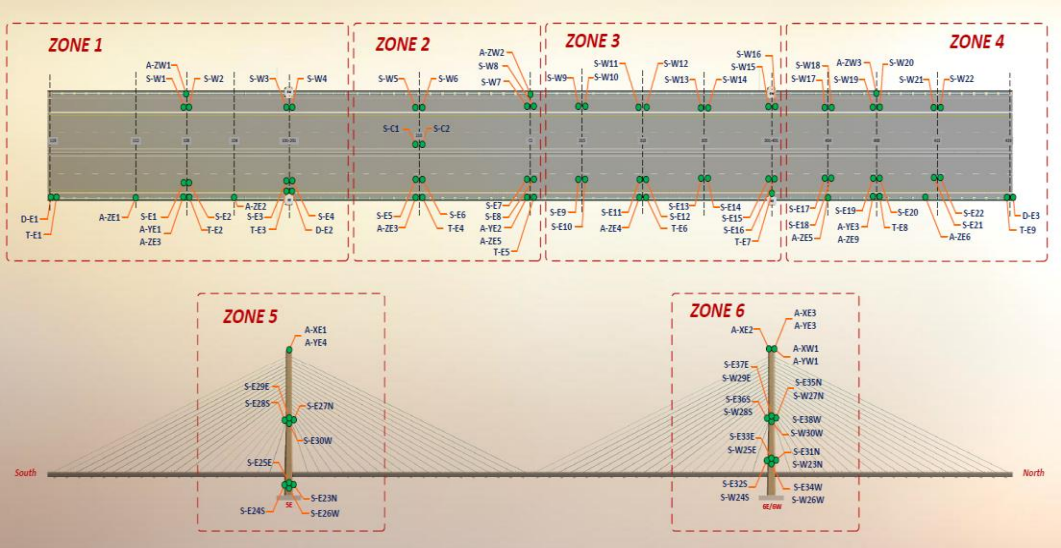 ZONE 1
ZONE 2
ZONE 3
ZONE 4
A-ZW1
S-W1
S-W2
S-W3
S-W4
S-W5
S-W6
A-ZW2
S-W8
S-W7
S-W9
S-W11
S-W10
S-W12
S-W13
S-W14
S-W16
S-W15
S-W18
S-W17
A-ZW3
S-W20
S-W19
S-W21
S-W22
S-C1
S-C2
D-E1
T-E1
A-ZE1
S-E1
A-YE1
A-ZE3
S-E2
T-E2
A-ZE2
S-E3
T-E3
S-E4
D-E2
S-E5
A-ZE3
S-E6
T-E4
S-E7
S-E8
A-YE2
A-ZE5
T-E5
S-E9
S-E10
S-E11
A-ZE4
S-E12
T-E6
S-E13
S-E14
S-E15
S-E16
T-E7
S-E17
S-E18
A-ZE5
S-E19
A-YE3
A-ZE9
S-E20
T-E8
S-E22
S-E21
A-ZE6
D-E3
T-E9
ZONE 5
A-XE1
A-YE4
S-E29E
S-E28S
S-E27N
S-E30W
S-E25E
S-E24S
S-E23N
S-E26W
5E
South
ZONE 6
A-XE2
A-XE3
A-YE3
A-XW1
A-YW1
S-E37E
S-W29E
S-E35N
S-W27N
S-E36S
S-W28S
S-E38W
S-W30W
S-E33E
S-W25E
S-E31N
S-W23N
S-E32S
S-W24S
S-E34W
S-W26W
6E/8W
North